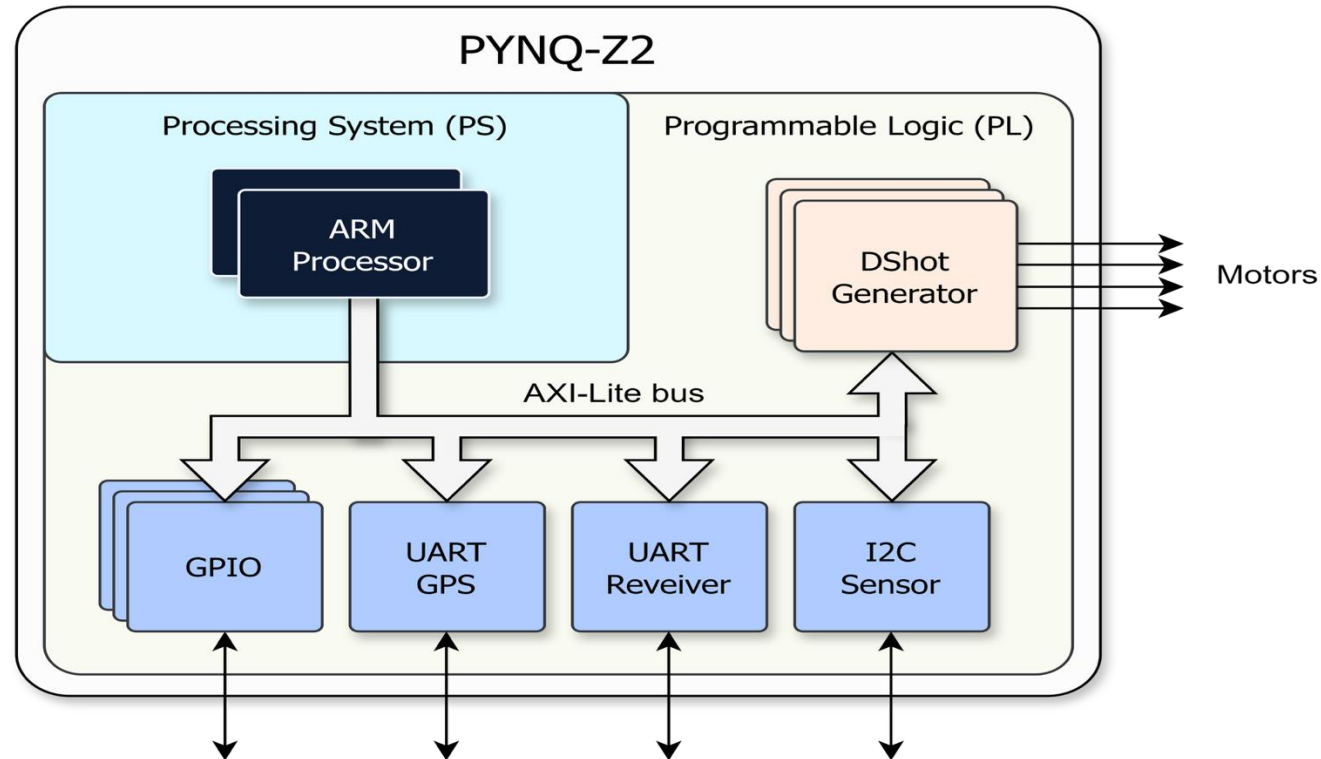 PYNQ-Z2
Processing System (PS)
Programmable Logic (PL)
ARM
Processor
DShot
Generator
Motors
AXI-Lite bus
GPIO
UART
GPS
UART
Reveiver
I2C
Sensor